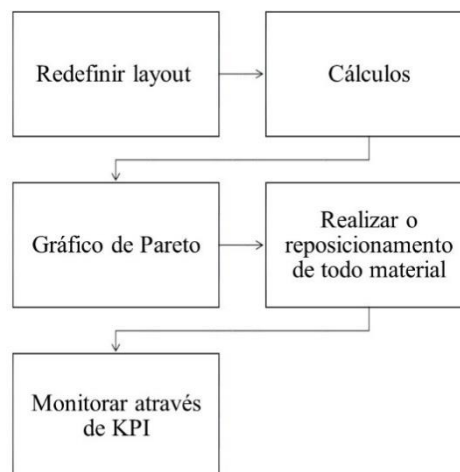 Redefinir layout
Cálculos
Gráfico de Pareto
Realizar o
reposicionamento
de todo material
Monitorar através
de KPI